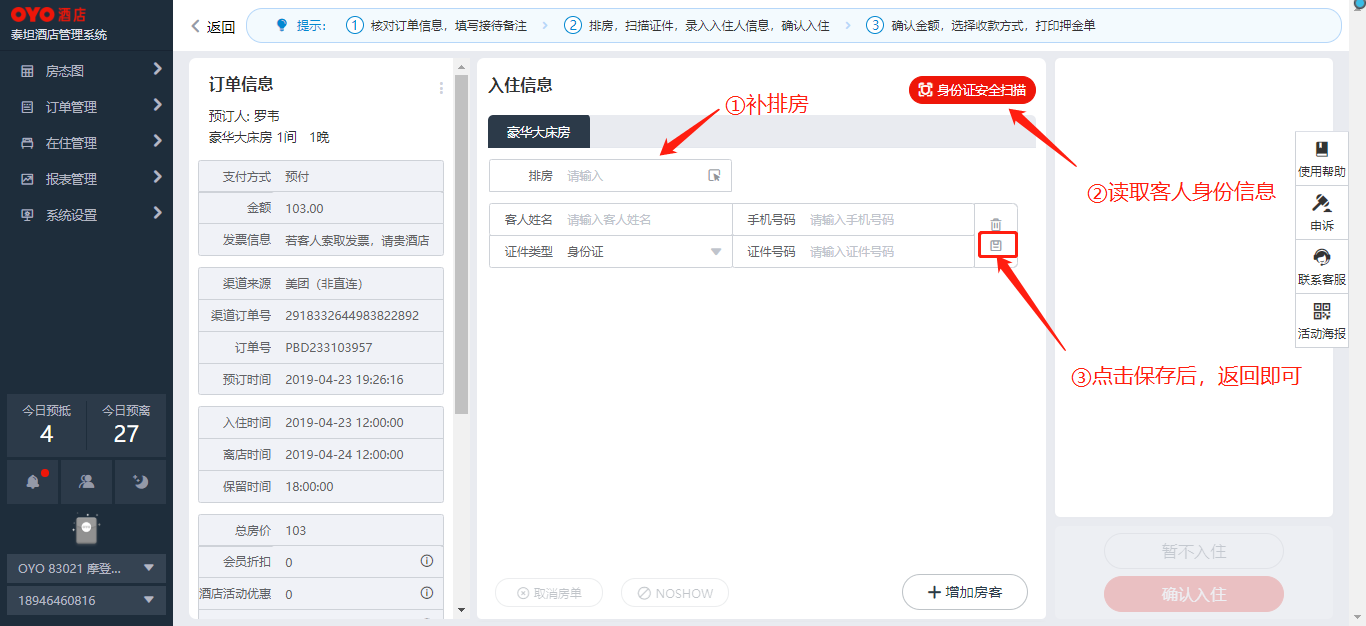 OYO 酒店
泰坦酒店管理系统
房态图
订单管理
在住管理
报表管理
系统设置
今日预抵
4
今日预离
27
OYO 83021 摩登...
18946460816
返回
提示:
① 核对订单信息，填写接待备注
② 排房，扫描证件，录入入住人信息，确认入住
③ 确认金额，选择收款方式，打印押金单
订单信息
预订人: 罗韦
豪华大床房 1间 1晚
支付方式 预付
金额 103.00
发票信息 若客人索取发票，请贵酒店
渠道来源 美团（非直连）
渠道订单号 2918332644983822892
订单号 PBD233103957
预订时间 2019-04-23 19:26:16
入住时间 2019-04-23 12:00:00
离店时间 2019-04-24 12:00:00
保留时间 18:00:00
总房价 103
会员折扣 0
酒店活动优惠 0
入住信息
身份证安全扫描
①补排房
豪华大床房
排房 请输入
客人姓名 请输入客人姓名 手机号码 请输入手机号码
证件类型 身份证 证件号码 请输入证件号码
②读取客人身份信息
③点击保存后，返回即可
取消房单
NOSHOW
增加房客
暂不入住
确认入住
使用帮助
申诉
联系客服
活动海报